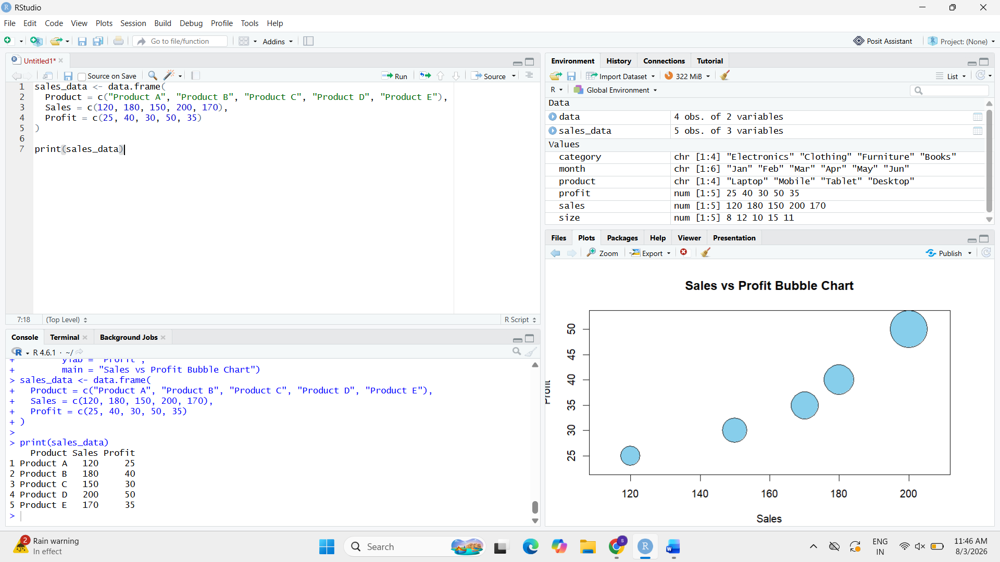 RStudio
File Edit Code View Plots Session Build Debug Profile Tools Help
Go to file/function Addins Posit Assistant Project: (None)
Untitled1*
Source on Save Run Source
1 sales_data <- data.frame(
2   Product = c("Product A", "Product B", "Product C", "Product D", "Product E"),
3   Sales = c(120, 180, 150, 200, 170),
4   Profit = c(25, 40, 30, 50, 35)
5 )
6
7 print(sales_data)
7:18 (Top Level) R Script
Console Terminal Background Jobs
R 4.6.1 · ~/
+         ylab = "Profit",
+         main = "Sales vs Profit Bubble Chart")
> sales_data <- data.frame(
+   Product = c("Product A", "Product B", "Product C", "Product D", "Product E"),
+   Sales = c(120, 180, 150, 200, 170),
+   Profit = c(25, 40, 30, 50, 35)
+ )
>
> print(sales_data)
    Product Sales Profit
1 Product A   120     25
2 Product B   180     40
3 Product C   150     30
4 Product D   200     50
5 Product E   170     35
>
Environment History Connections Tutorial
Import Dataset 322 MiB List
R Global Environment
Data
data 4 obs. of 2 variables
sales_data 5 obs. of 3 variables
Values
category chr [1:4] "Electronics" "Clothing" "Furniture" "Books"
month chr [1:6] "Jan" "Feb" "Mar" "Apr" "May" "Jun"
product chr [1:4] "Laptop" "Mobile" "Tablet" "Desktop"
profit num [1:5] 25 40 30 50 35
sales num [1:5] 120 180 150 200 170
size num [1:5] 8 12 10 15 11
Files Plots Packages Help Viewer Presentation
Zoom Export Publish
Sales vs Profit Bubble Chart
Profit
50
45
40
35
30
25
120 140 160 180 200
Sales
2 Rain warning
In effect
Search
S
W
ENG
IN
11:46 AM
8/3/2026